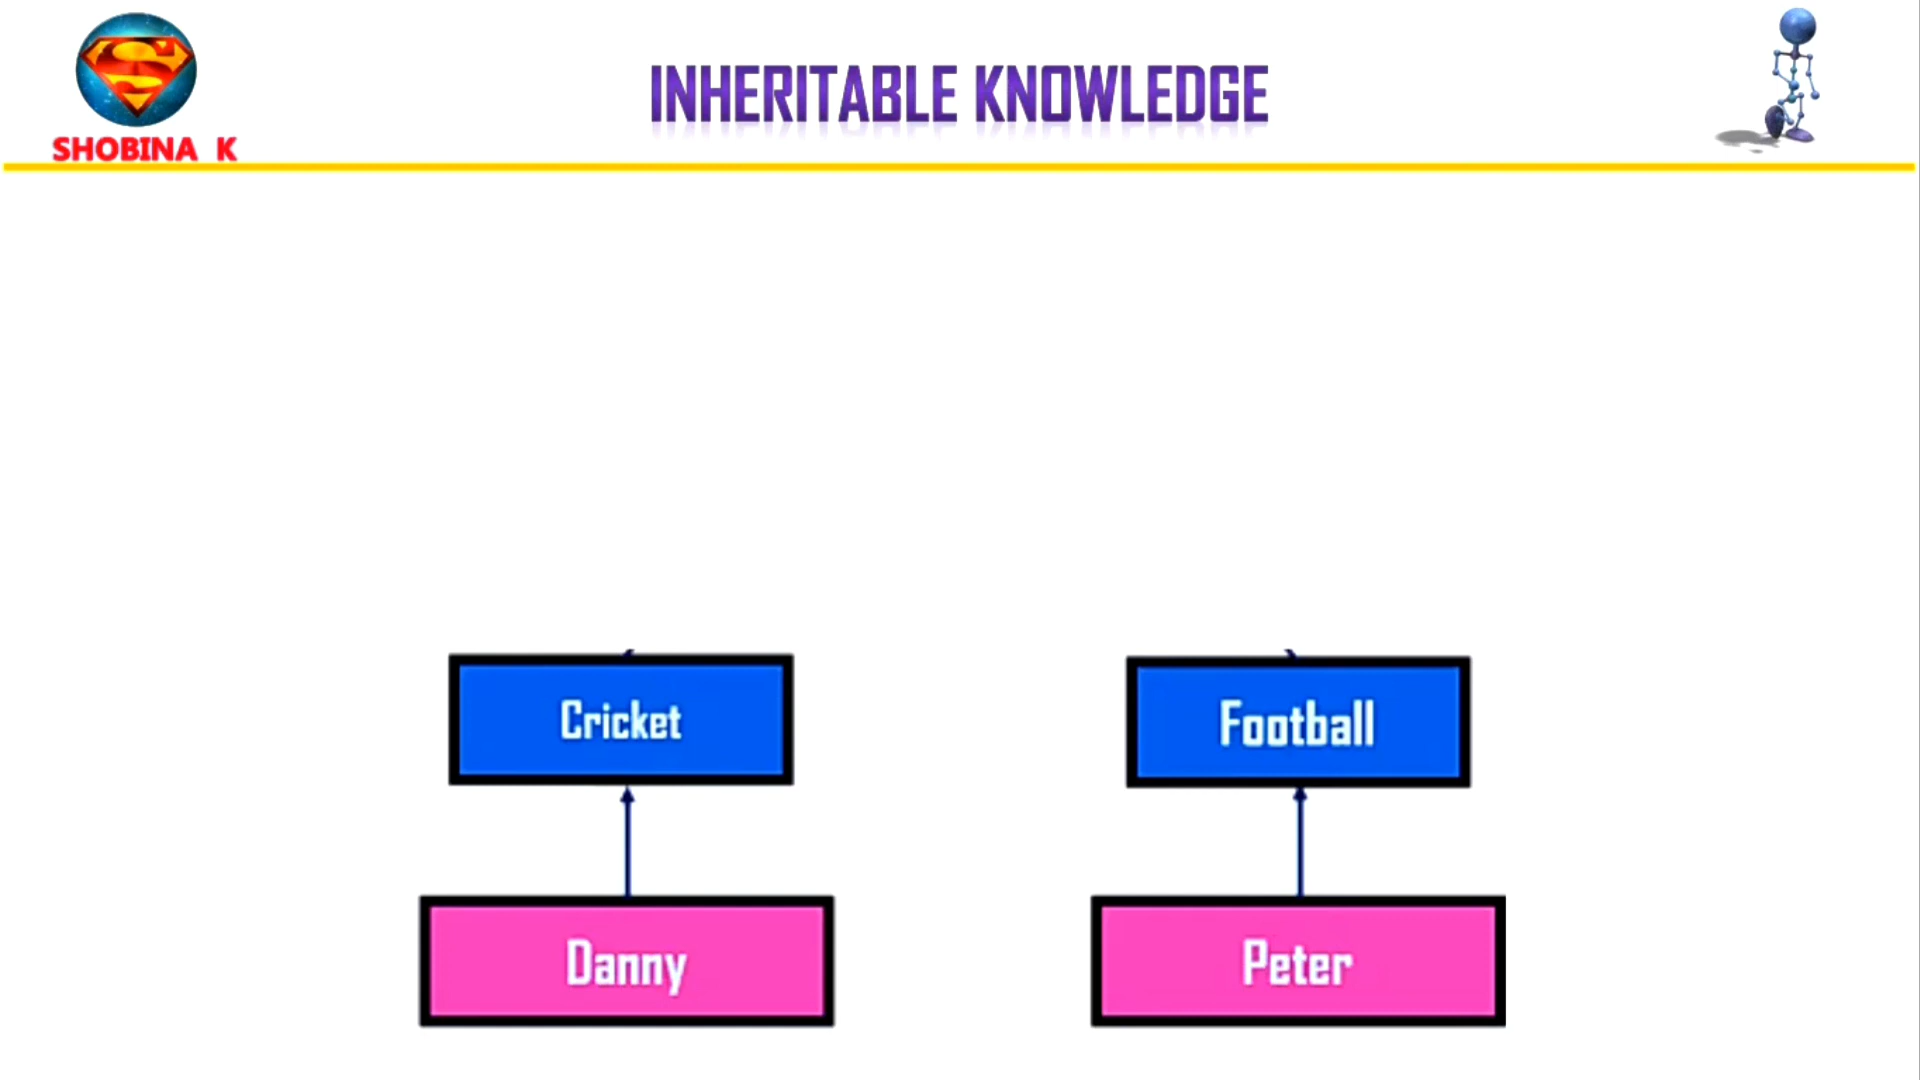 INHERITABLE KNOWLEDGE
SHOBINA K
Cricket
Football
Danny
Peter